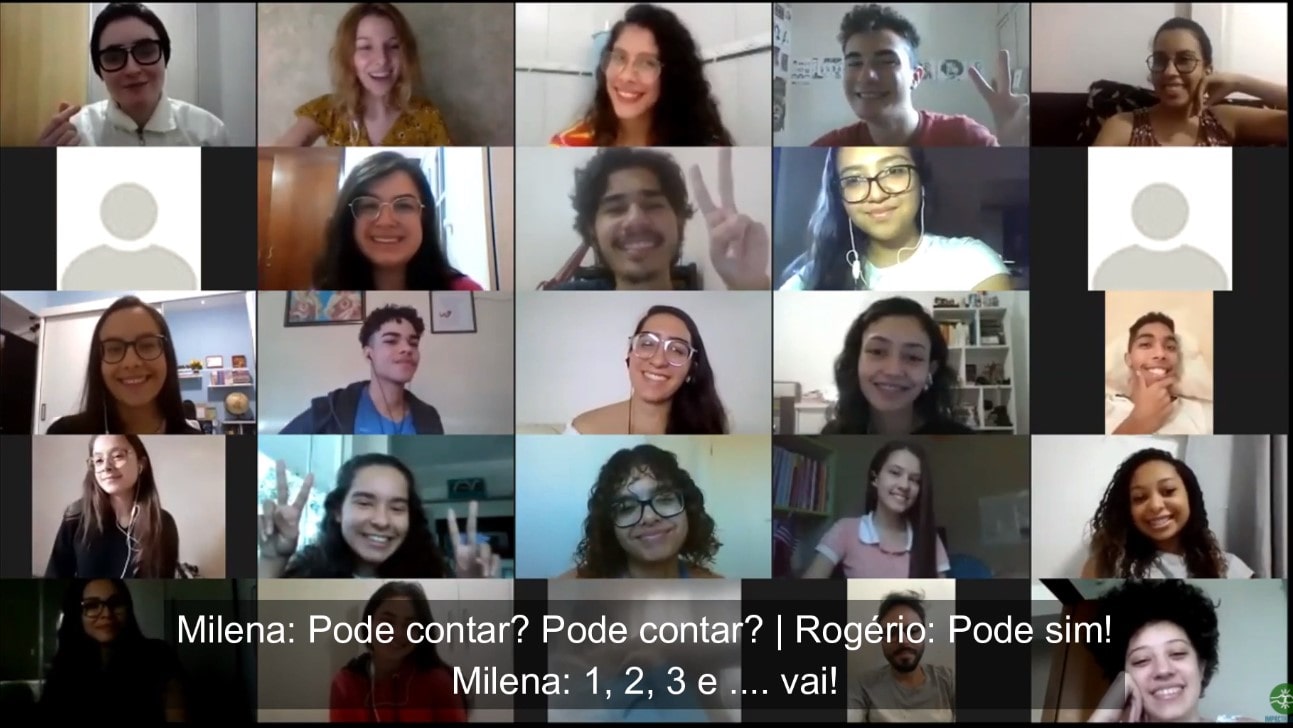 Milena: Pode contar? Pode contar? | Rogério: Pode sim!
Milena: 1, 2, 3 e .... vai!